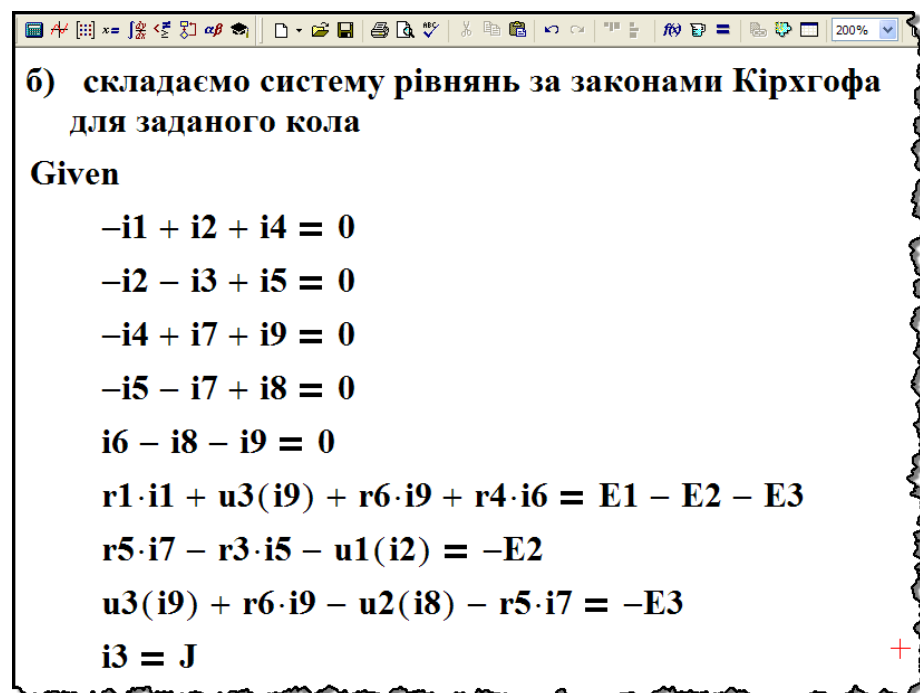 200%
б) складаємо систему рівнянь за законами Кірхгофа
для заданого кола
Given
−i1 + i2 + i4 = 0
−i2 − i3 + i5 = 0
−i4 + i7 + i9 = 0
−i5 − i7 + i8 = 0
i6 − i8 − i9 = 0
r1·i1 + u3(i9) + r6·i9 + r4·i6 = E1 − E2 − E3
r5·i7 − r3·i5 − u1(i2) = −E2
u3(i9) + r6·i9 − u2(i8) − r5·i7 = −E3
i3 = J